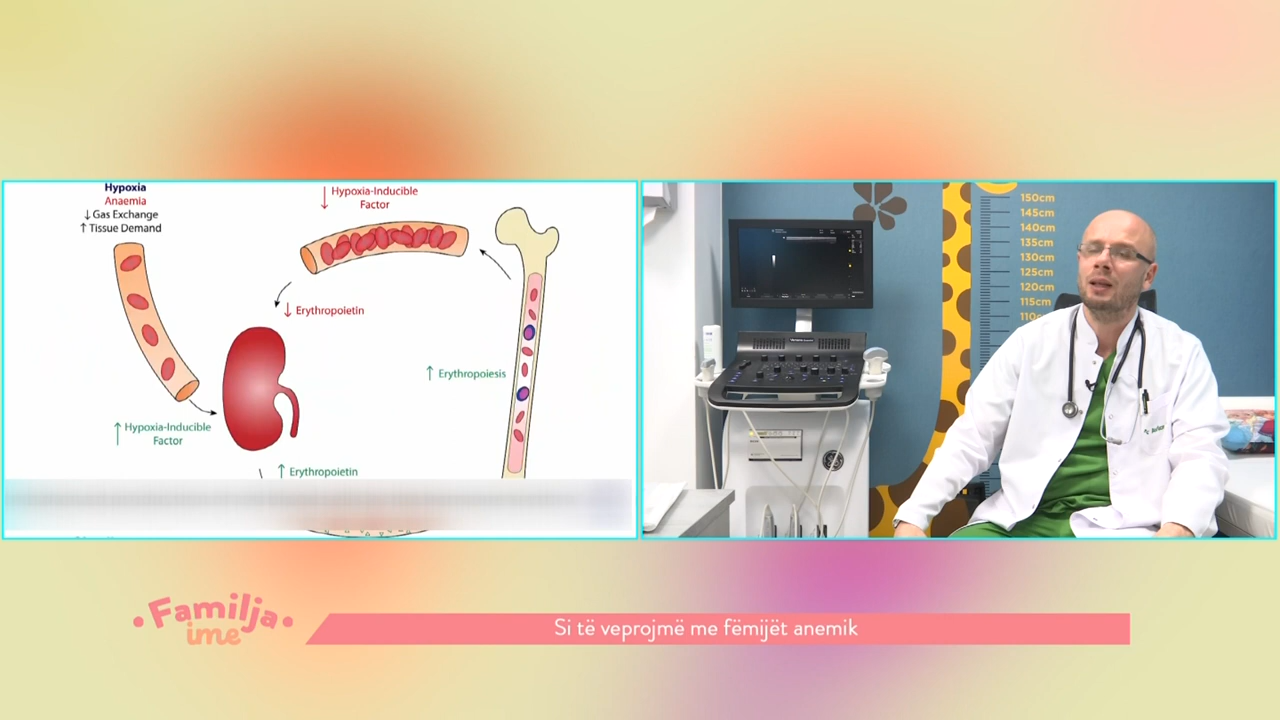 Hypoxia
Anaemia
↓ Gas Exchange
↑ Tissue Demand
↓ Hypoxia-Inducible
Factor
↓ Erythropoietin
↑ Erythropoiesis
↑ Hypoxia-Inducible
Factor
↑ Erythropoietin
150cm
145cm
140cm
135cm
130cm
125cm
120cm
115cm
110c
Familja
ime
Si të veprojmë me fëmijët anemik